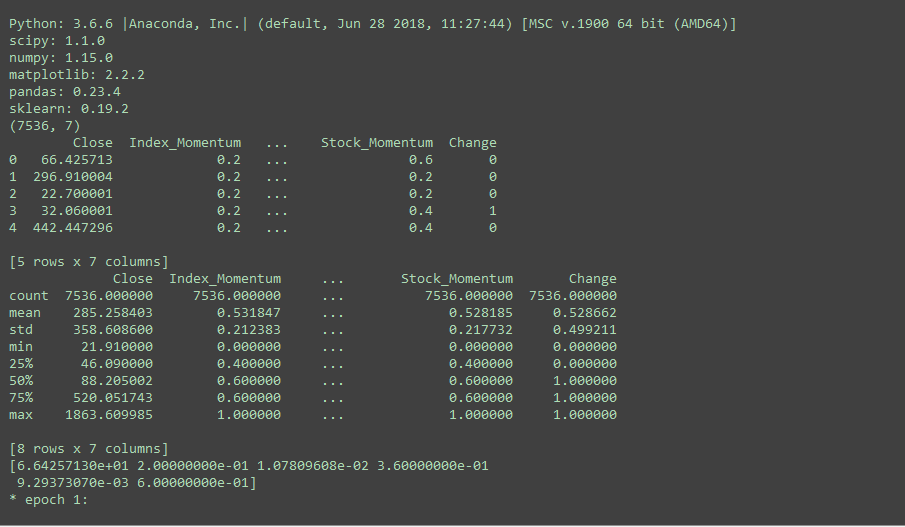 Python: 3.6.6 |Anaconda, Inc.| (default, Jun 28 2018, 11:27:44) [MSC v.1900 64 bit (AMD64)]
scipy: 1.1.0
numpy: 1.15.0
matplotlib: 2.2.2
pandas: 0.23.4
sklearn: 0.19.2
(7536, 7)
        Close  Index_Momentum   ...    Stock_Momentum  Change
0   66.425713             0.2   ...               0.6       0
1  296.910004             0.2   ...               0.2       0
2   22.700001             0.2   ...               0.2       0
3   32.060001             0.2   ...               0.4       1
4  442.447296             0.2   ...               0.4       0

[5 rows x 7 columns]
             Close  Index_Momentum     ...       Stock_Momentum       Change
count  7536.000000     7536.000000     ...          7536.000000  7536.000000
mean    285.258403        0.531847     ...             0.528185     0.528662
std     358.608600        0.212383     ...             0.217732     0.499211
min      21.910000        0.000000     ...             0.000000     0.000000
25%      46.090000        0.400000     ...             0.400000     0.000000
50%      88.205002        0.600000     ...             0.600000     1.000000
75%     520.051743        0.600000     ...             0.600000     1.000000
max    1863.609985        1.000000     ...             1.000000     1.000000

[8 rows x 7 columns]
[6.64257130e+01 2.00000000e-01 1.07809608e-02 3.60000000e-01
 9.29373070e-03 6.00000000e-01]
* epoch 1: